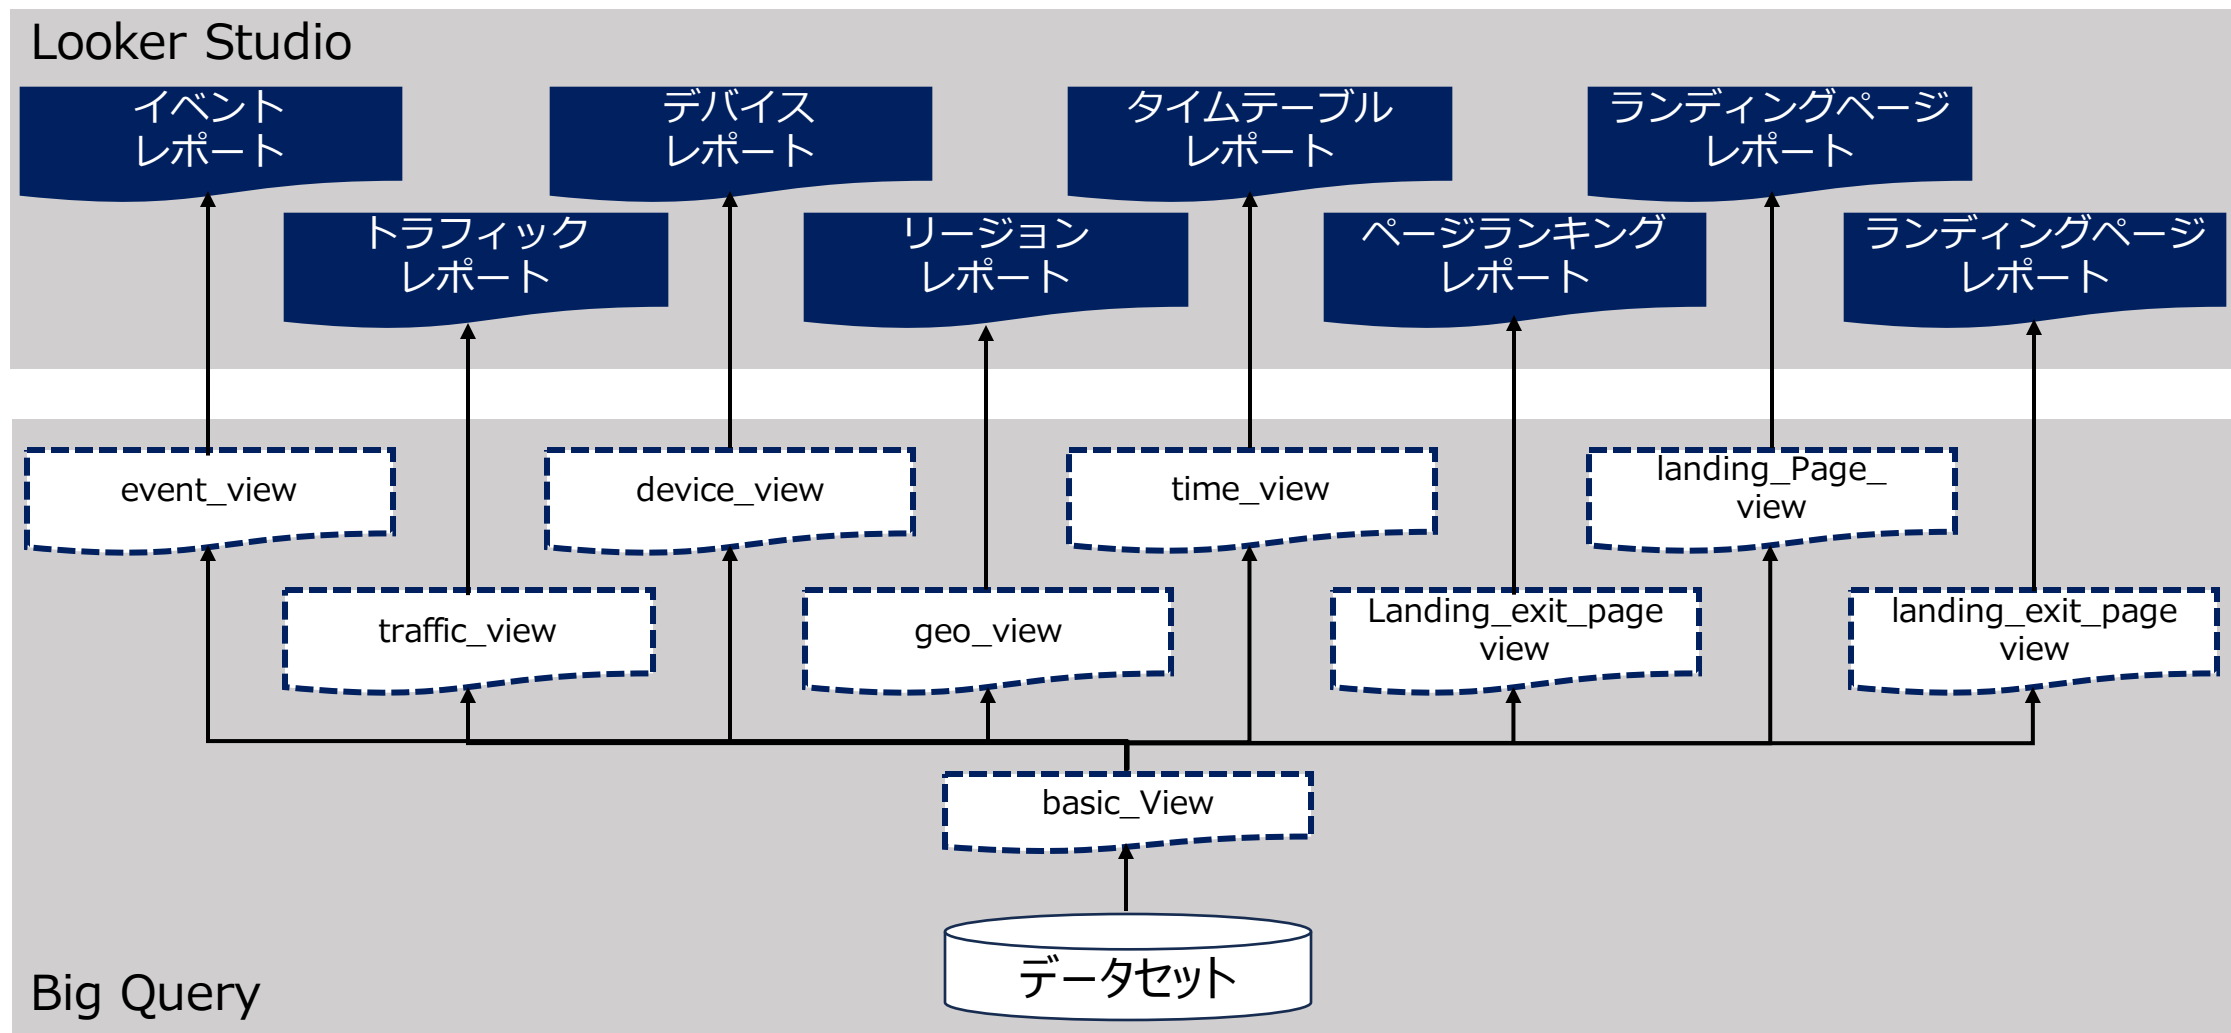 Looker Studio
イベント
レポート
デバイス
レポート
タイムテーブル
レポート
ランディングページ
レポート
トラフィック
レポート
リージョン
レポート
ページランキング
レポート
ランディングページ
レポート
event_view
device_view
time_view
landing_Page_
view
traffic_view
geo_view
Landing_exit_page
view
landing_exit_page
view
basic_View
データセット
Big Query